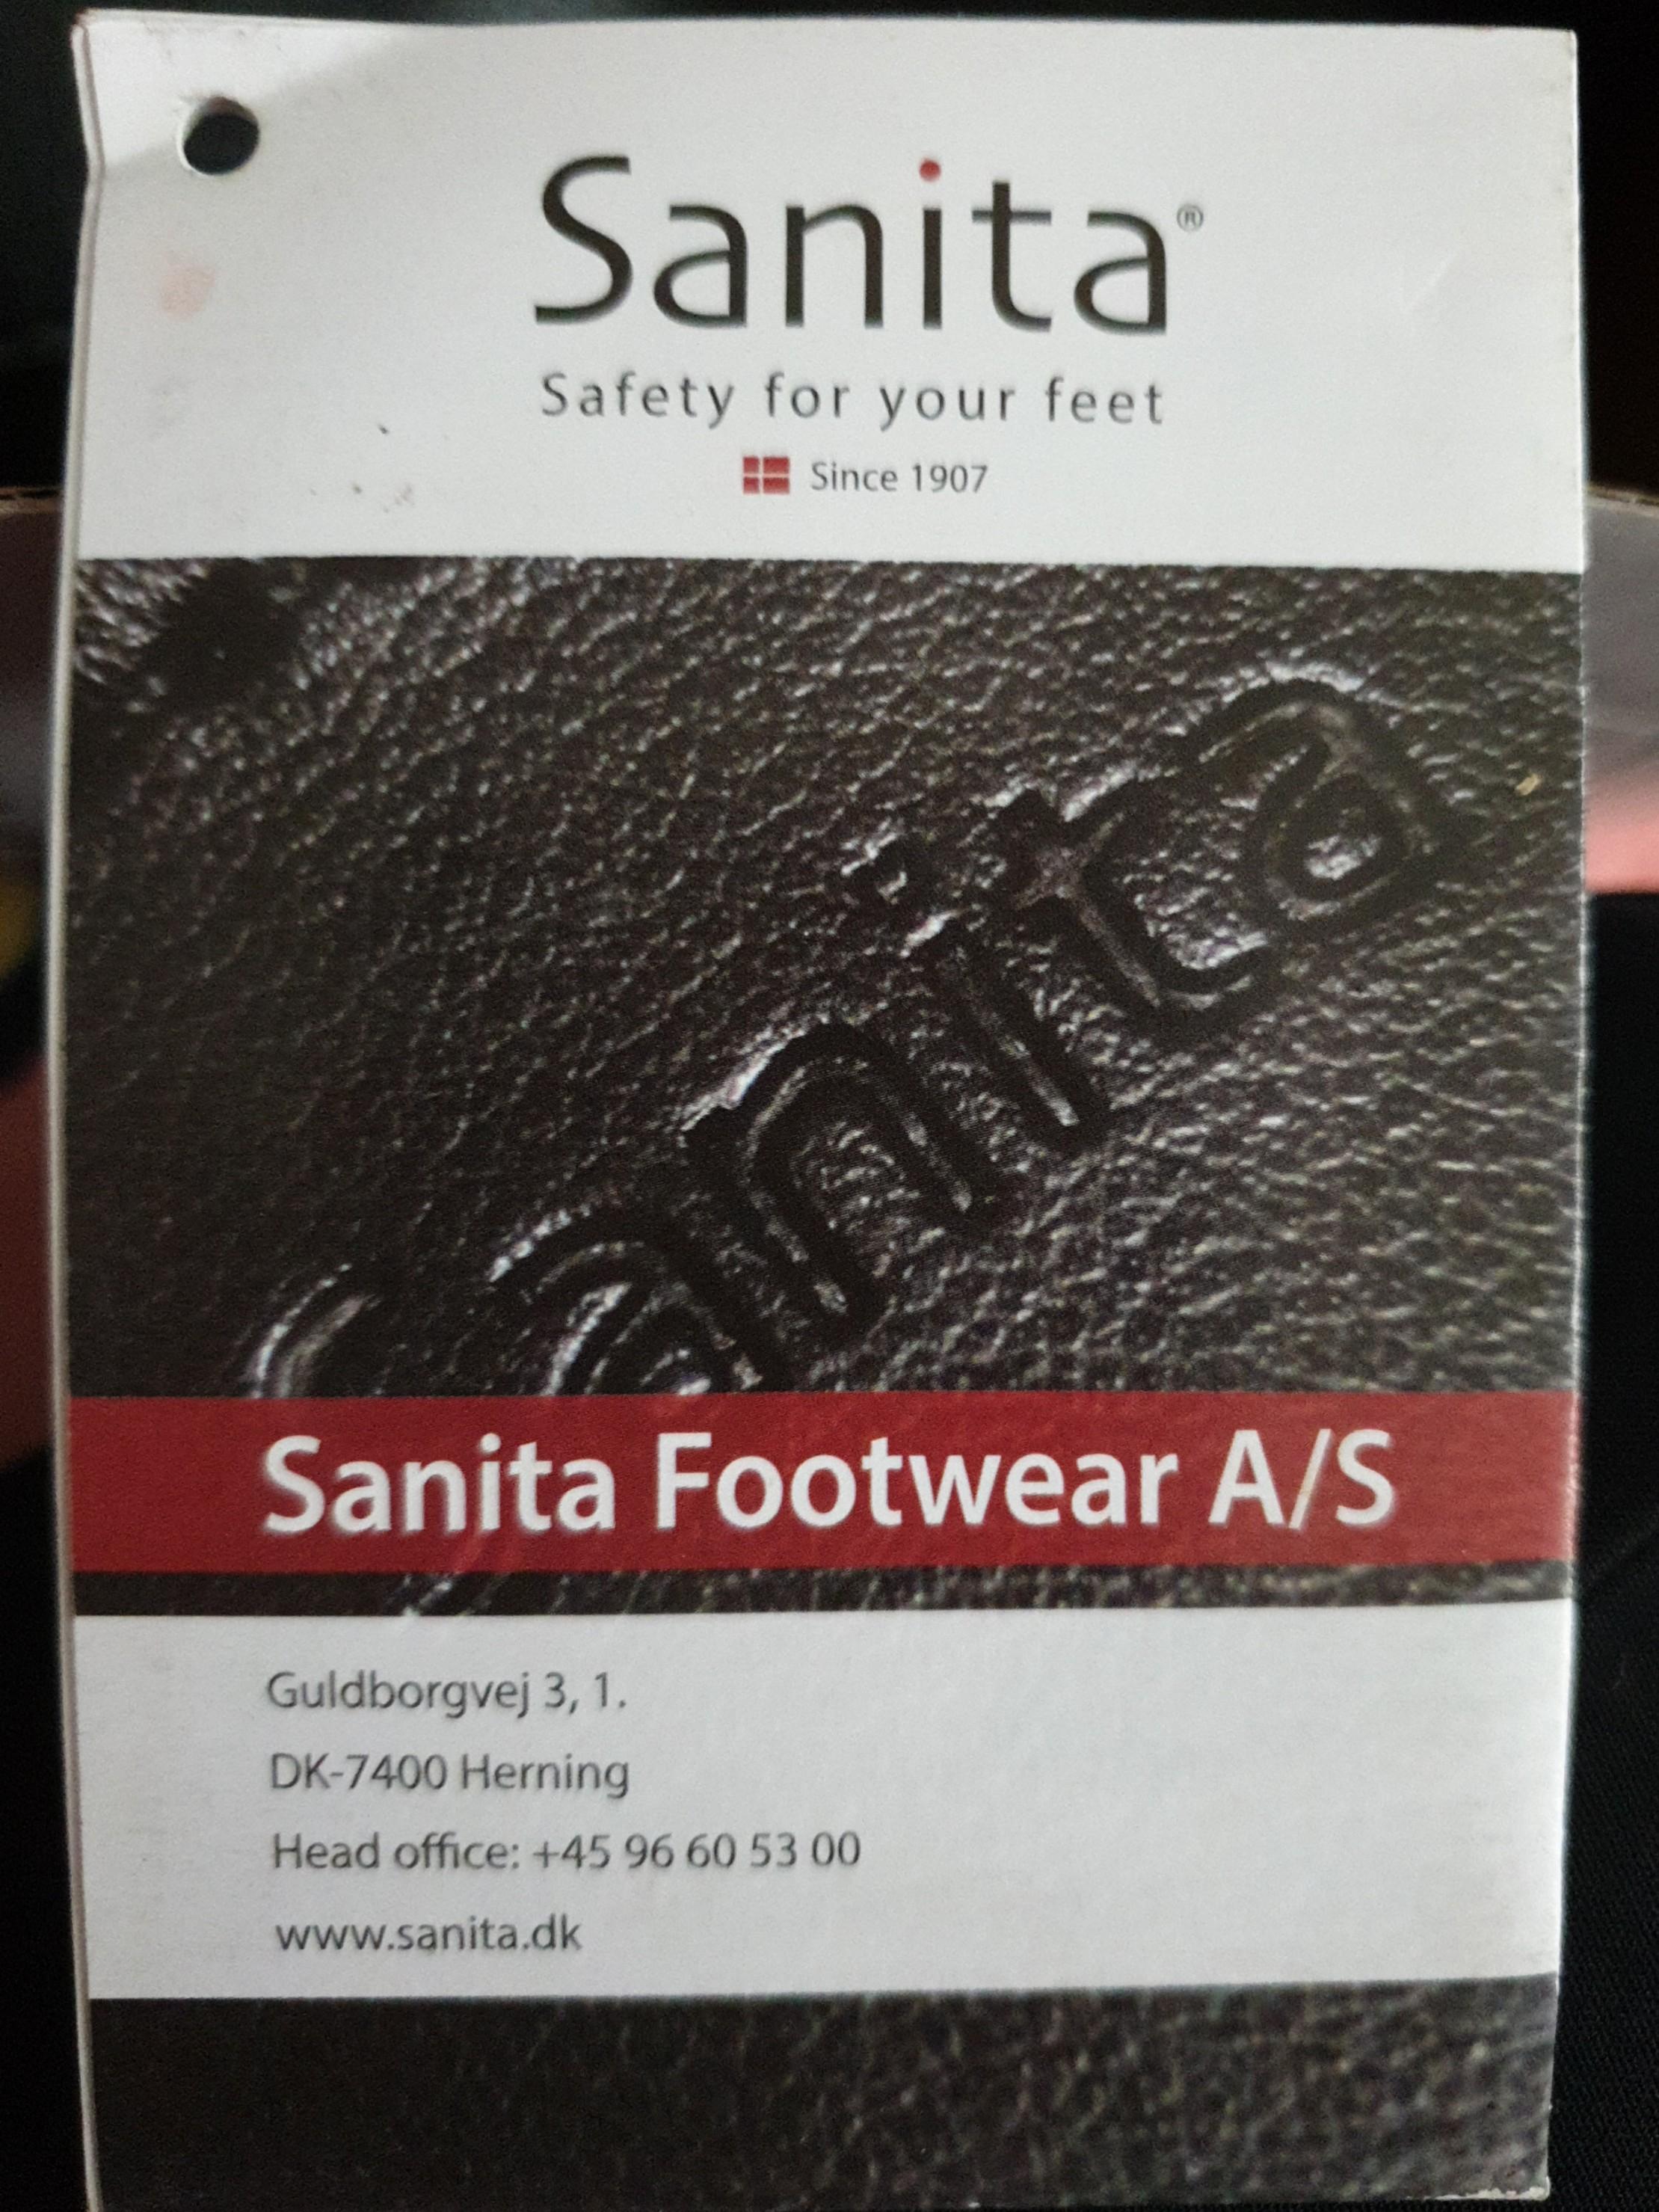 Sanita®
Safety for your feet
Since 1907
Sanita
Sanita Footwear A/S
Guldborgvej 3, 1.
DK-7400 Herning
Head office: +45 96 60 53 00
www.sanita.dk